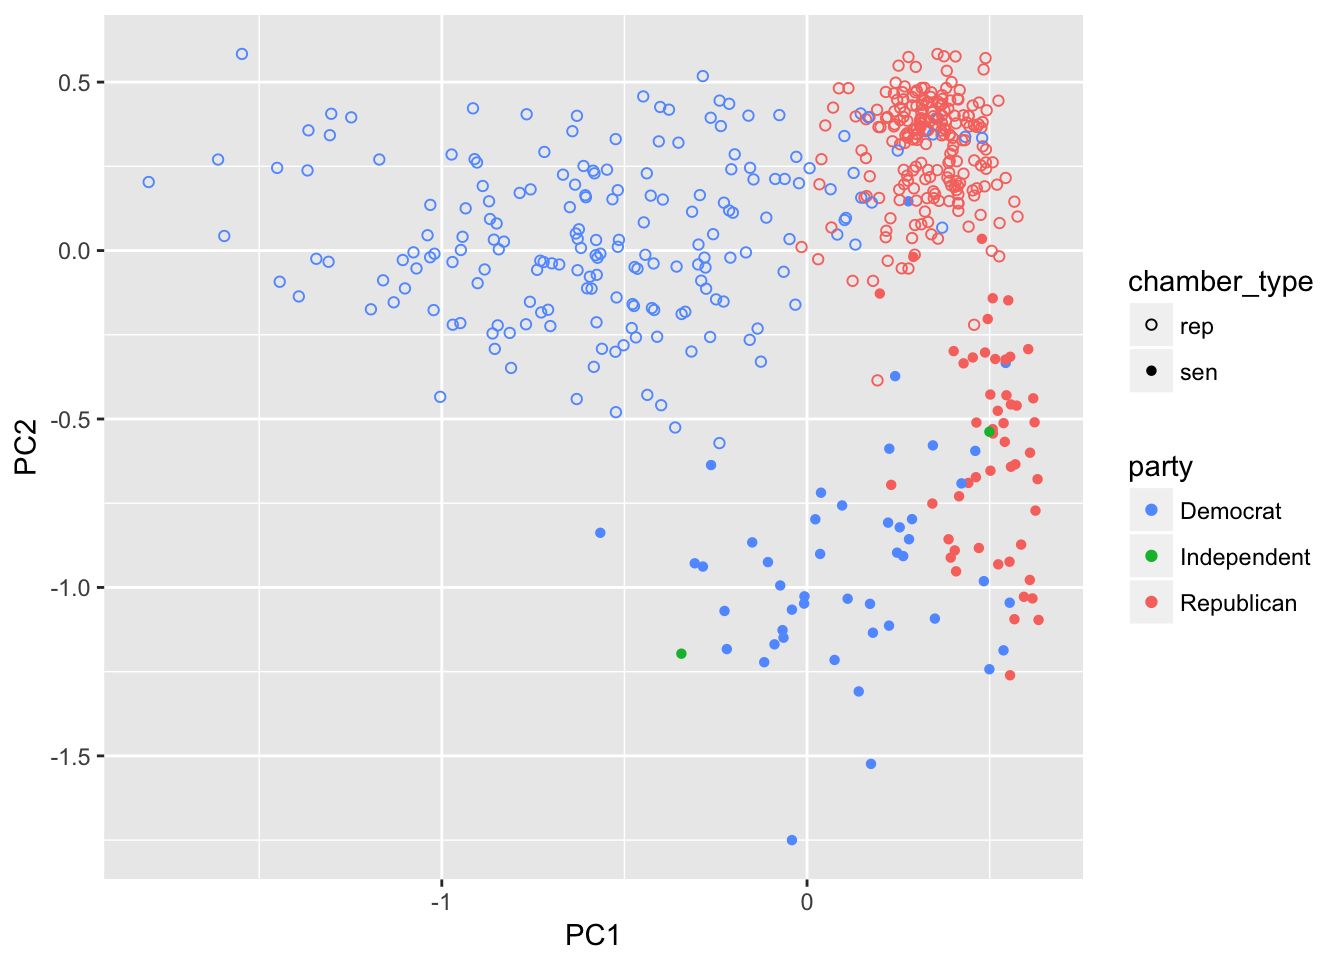 0.5
0.0
-0.5
-1.0
-1.5
PC2
-1
0
PC1
chamber_type
rep
sen
party
Democrat
Independent
Republican